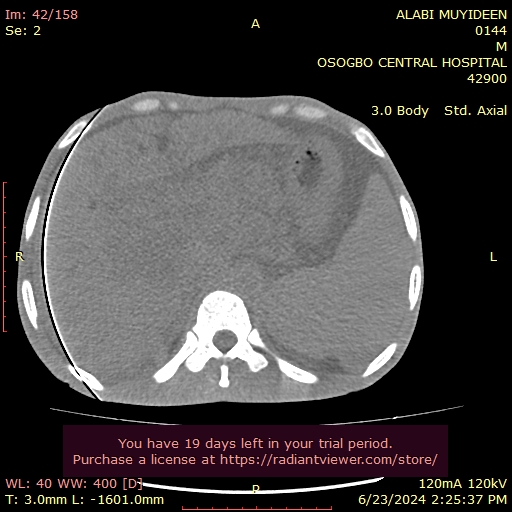 Im: 42/158
Se: 2
A
ALABI MUYIDEEN
0144
M
OSOGBO CENTRAL HOSPITAL
42900
3.0 Body Std. Axial
R
L
You have 19 days left in your trial period.
Purchase a license at https://radiantviewer.com/store/
WL: 40 WW: 400 [D]
T: 3.0mm L: -1601.0mm
P
120mA 120kV
6/23/2024 2:25:37 PM